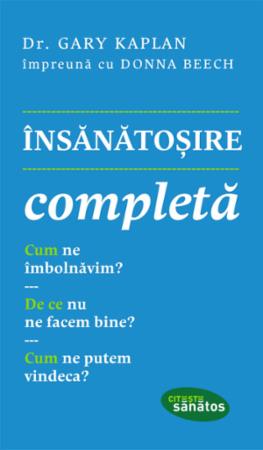 Dr. GARY KAPLAN
împreună cu DONNA BEECH
ÎNSĂNĂTOȘIRE
completă
Cum ne
îmbolnăvim?
---
De ce nu
ne facem bine?
---
Cum ne putem
vindeca?
CITEȘTE
sănătos